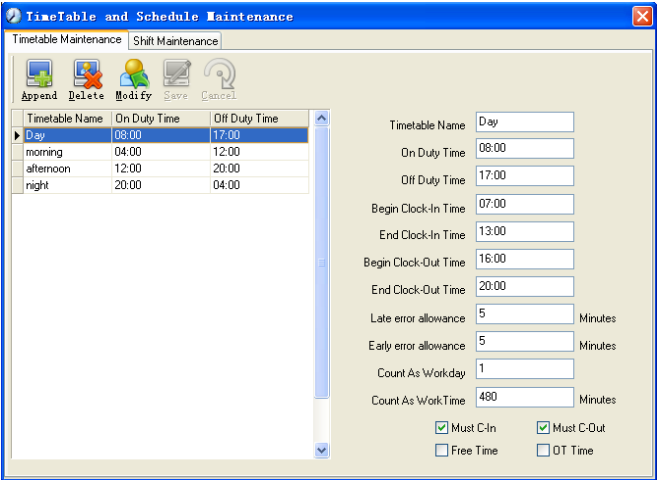 TimeTable and Schedule Maintenance
Timetable Maintenance Shift Maintenance
Append Delete Modify Save Cancel
Timetable Name On Duty Time Off Duty Time
Day 08:00 17:00
morning 04:00 12:00
afternoon 12:00 20:00
night 20:00 04:00
Timetable Name Day
On Duty Time 08:00
Off Duty Time 17:00
Begin Clock-In Time 07:00
End Clock-In Time 13:00
Begin Clock-Out Time 16:00
End Clock-Out Time 20:00
Late error allowance 5 Minutes
Early error allowance 5 Minutes
Count As Workday 1
Count As WorkTime 480 Minutes
Must C-In Must C-Out
Free Time OT Time